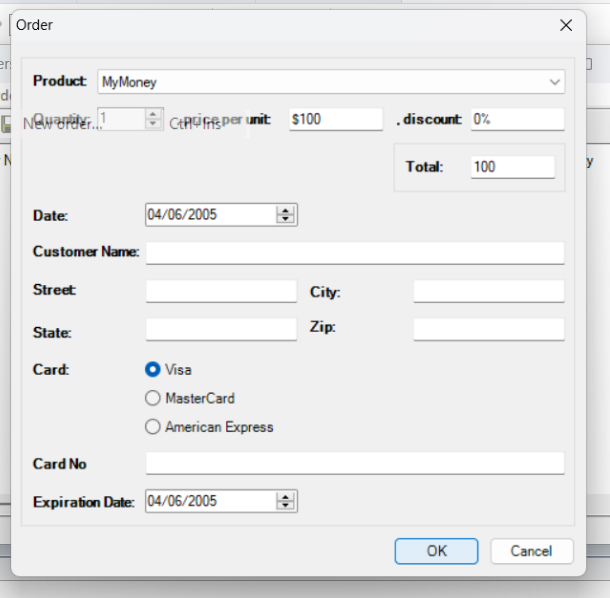 Order
Product: MyMoney
Quantity: 1 , price per unit: $100 , discount: 0%
New order... Ctrl+Ins
Total: 100
Date: 04/06/2005
Customer Name:
Street: City:
State: Zip:
Card: Visa
MasterCard
American Express
Card No
Expiration Date: 04/06/2005
OK Cancel